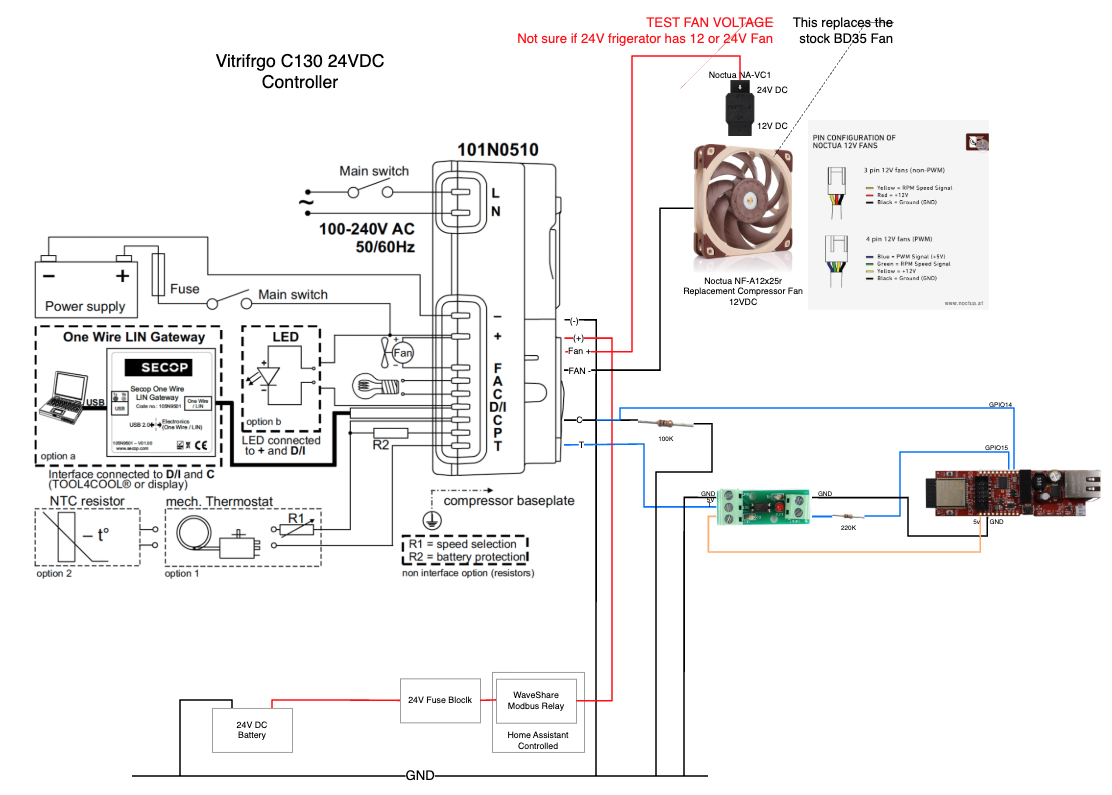 TEST FAN VOLTAGE
Not sure if 24V frigerator has 12 or 24V Fan
This replaces the
stock BD35 Fan
Vitrifrgo C130 24VDC
Controller
Noctua NA-VC1
24V DC
12V DC
PIN CONFIGURATION OF
NOCTUA 12V FANS
3 pin 12V fans (non-PWM)
Yellow = RPM Speed Signal
Red = +12V
Black = Ground (GND)
4 pin 12V fans (PWM)
Blue = PWM Signal (+5V)
Green = RPM Speed Signal
Yellow = +12V
Black = Ground (GND)
www.noctua.at
Noctua NF-A12x25r
Replacement Compressor Fan
12VDC
101N0510
Main switch
L
N
~
100-240V AC
50/60Hz
− +
Power supply
Fuse
Main switch
−
+
F
A
C
D/I
C
P
T
+
Fan
−
(-)
(+)
Fan +
FAN -
C
T
One Wire LIN Gateway
SECOP
Secop One Wire
LIN Gateway
Code no.: 105N9501
USB
USB
One Wire
/ LIN
USB 2.0
Electronics
(One Wire / LIN)
105N9501 – V01.00
www.secop.com
CE
option a
LED
+
−
option b
LED connected
to + and D/I
R2
Interface connected to D/I and C
(TOOL4COOL® or display)
NTC resistor
− t°
option 2
mech. Thermostat
R1
option 1
compressor baseplate
R1 = speed selection
R2 = battery protection
non interface option (resistors)
100K
GPIO14
GPIO15
GND
5V
GND
220K
5v
GND
24V DC
Battery
24V Fuse Bloclk
WaveShare
Modbus Relay
Home Assistant
Controlled
GND